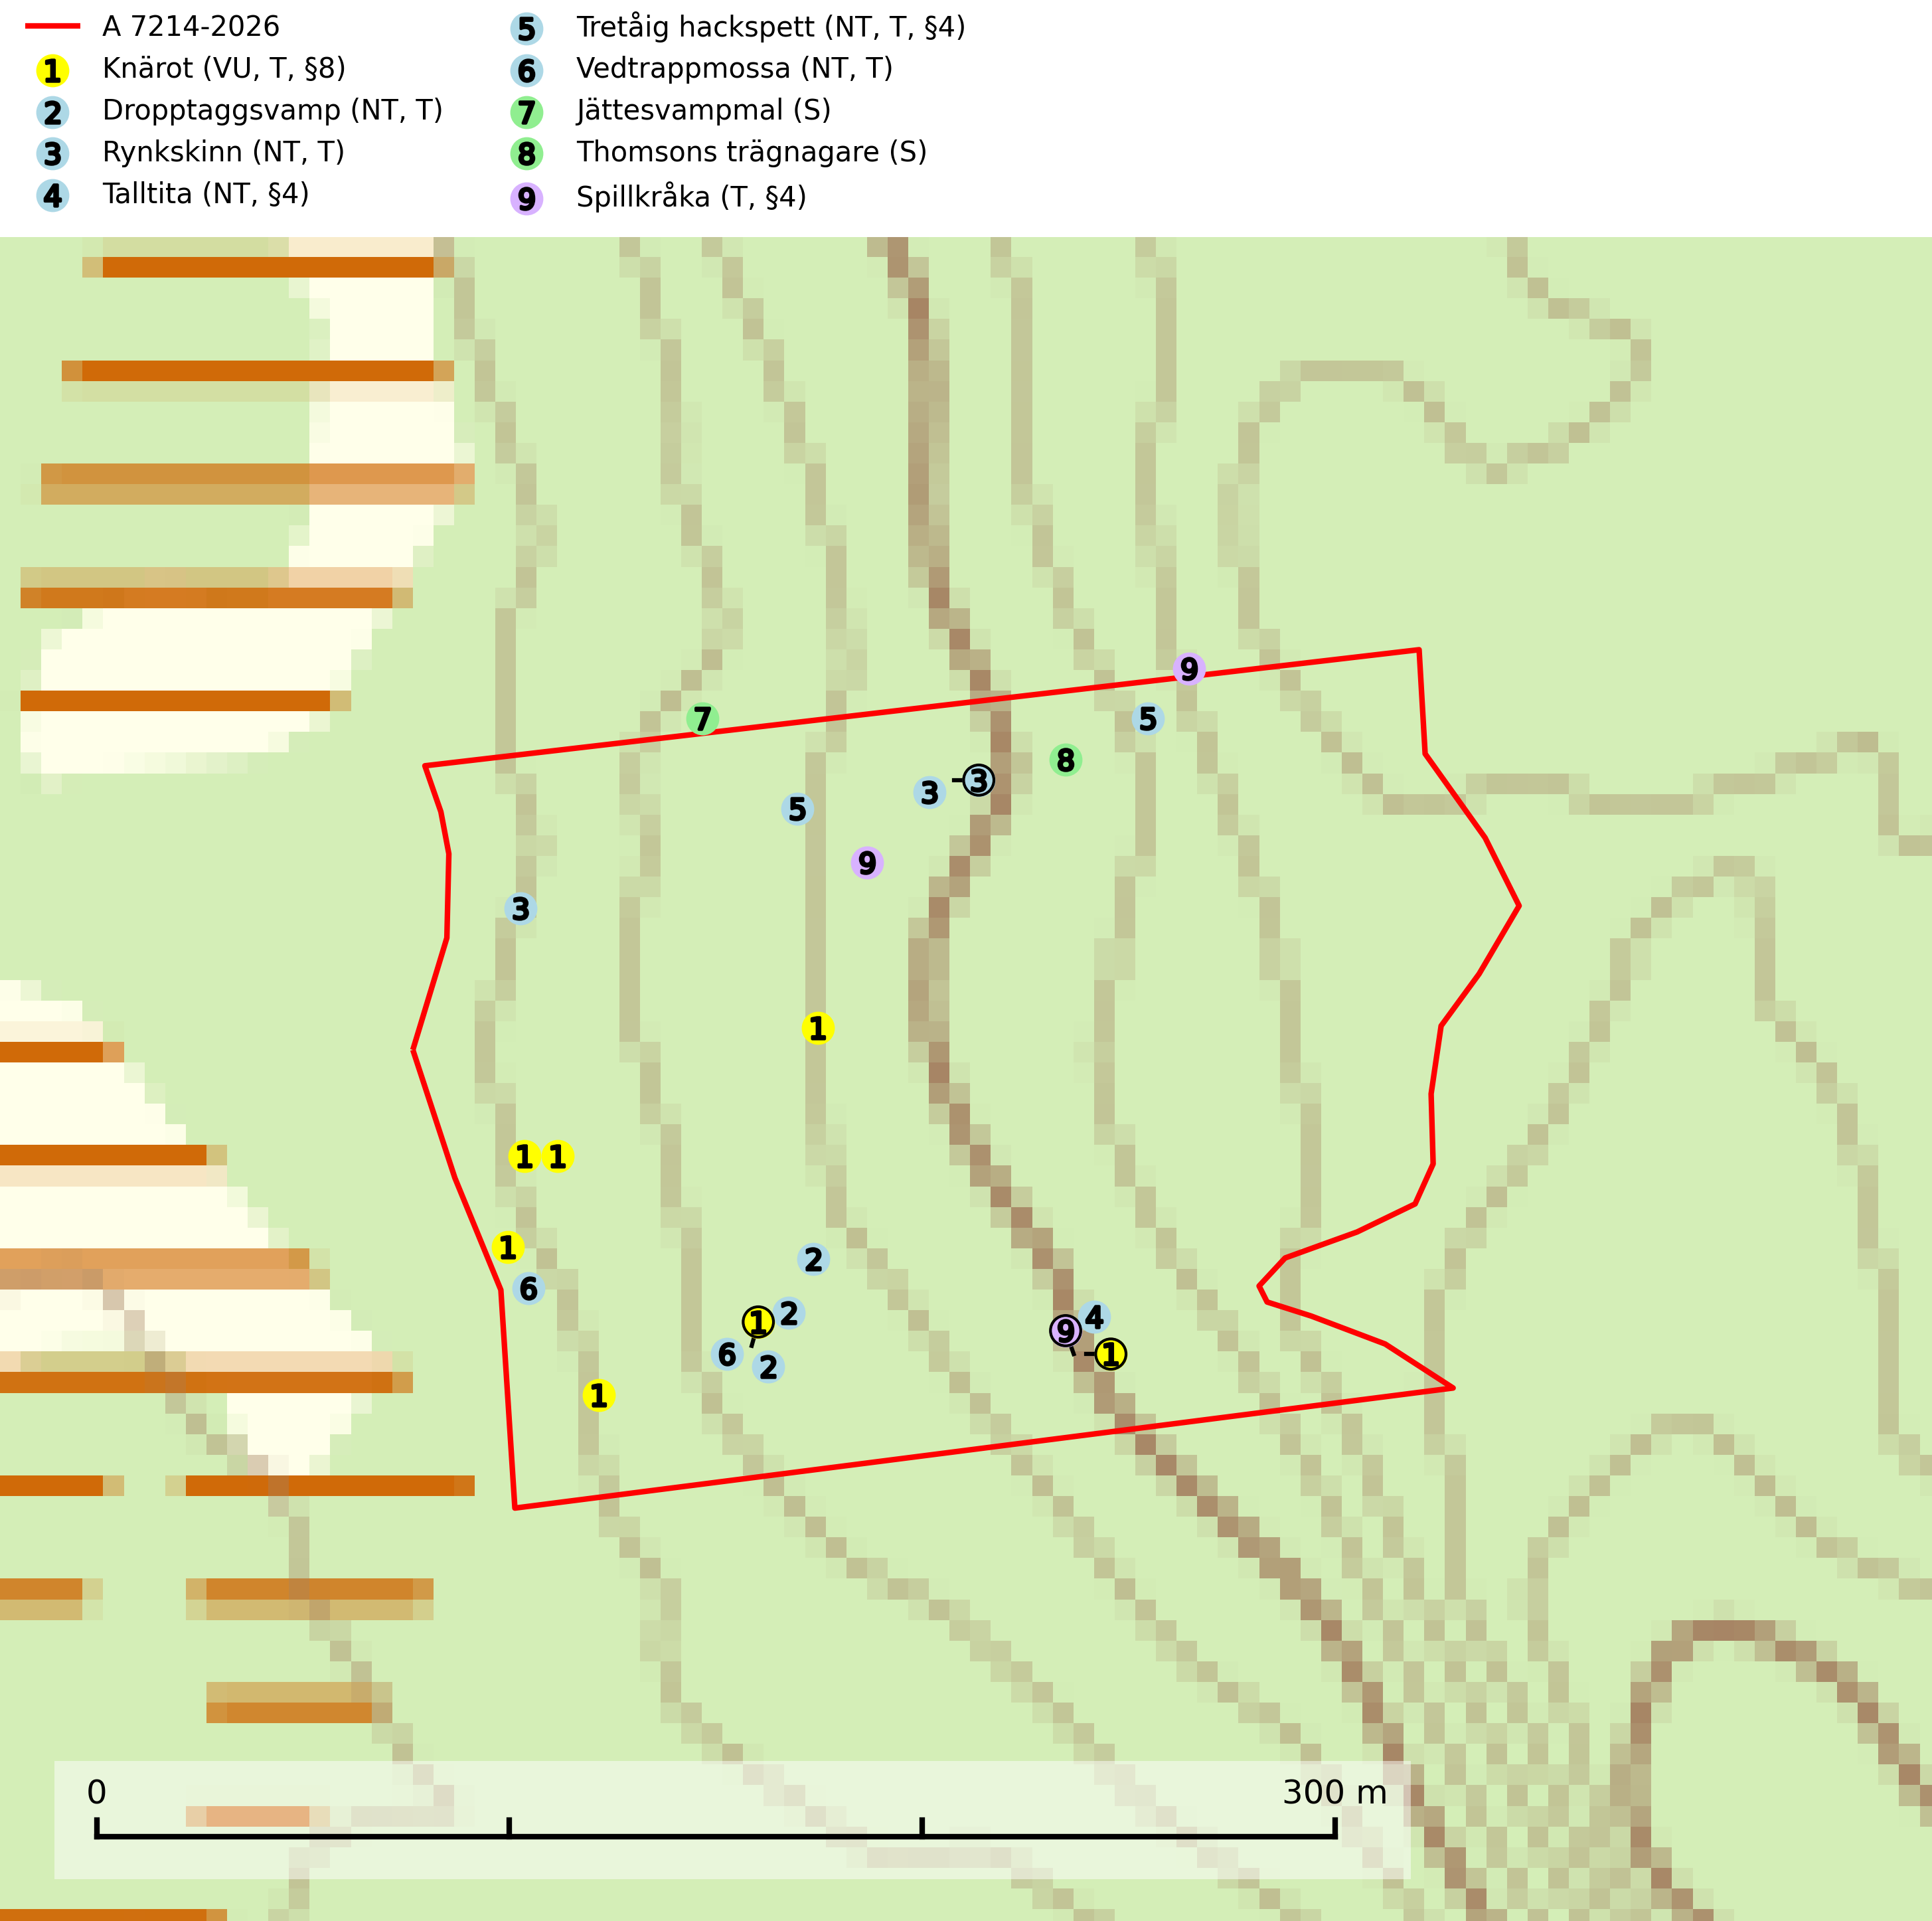 A 7214-2026
1 Knärot (VU, T, §8)
2 Dropptaggsvamp (NT, T)
3 Rynkskinn (NT, T)
4 Talltita (NT, §4)
5 Tretåig hackspett (NT, T, §4)
6 Vedtrappmossa (NT, T)
7 Jättesvampmal (S)
8 Thomsons trägnagare (S)
9 Spillkråka (T, §4)
9
7
5
8
3
3
5
9
3
1
1 1
1
2
6
2
4
1
9
6
1
2
1
0 300 m